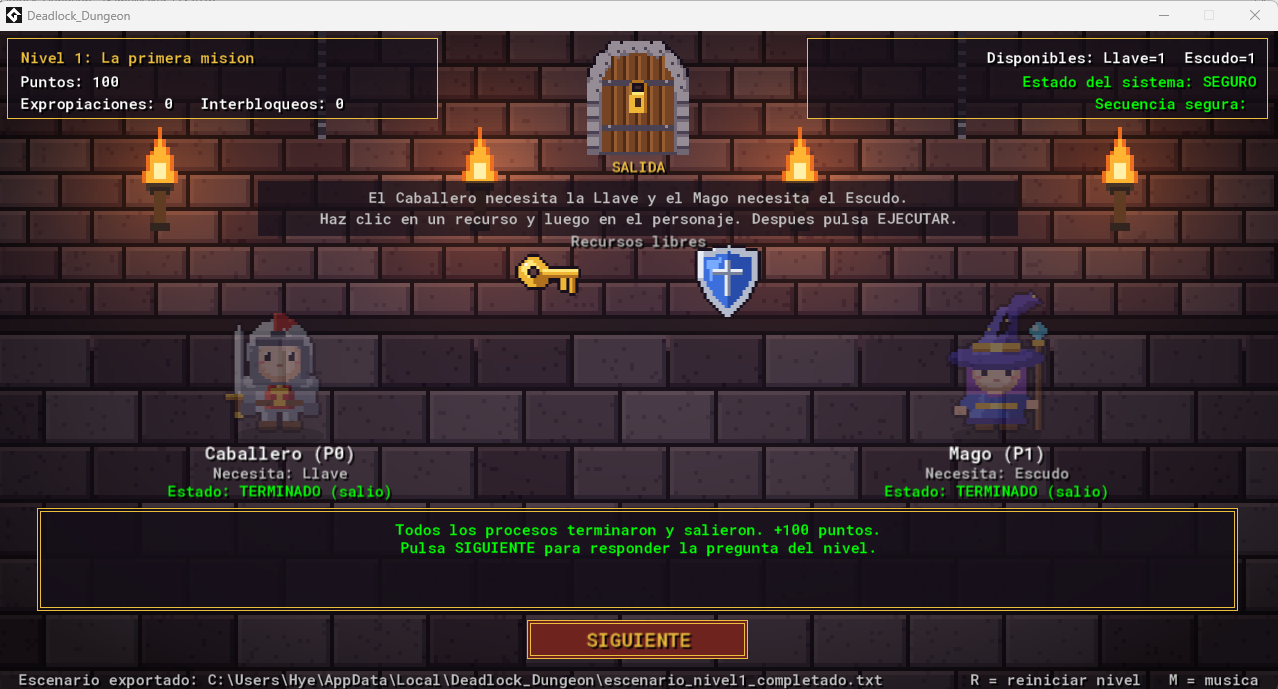 Deadlock_Dungeon
Nivel 1: La primera mision
Puntos: 100
Expropiaciones: 0 Interbloqueos: 0
Disponibles: Llave=1 Escudo=1
Estado del sistema: SEGURO
Secuencia segura:
SALIDA
El Caballero necesita la Llave y el Mago necesita el Escudo.
Haz clic en un recurso y luego en el personaje. Despues pulsa EJECUTAR.
Recursos libres
Caballero (P0)
Necesita: Llave
Estado: TERMINADO (salio)
Mago (P1)
Necesita: Escudo
Estado: TERMINADO (salio)
Todos los procesos terminaron y salieron. +100 puntos.
Pulsa SIGUIENTE para responder la pregunta del nivel.
SIGUIENTE
Escenario exportado: C:\Users\Hye\AppData\Local\Deadlock_Dungeon\escenario_nivel1_completado.txt
R = reiniciar nivel M = musica